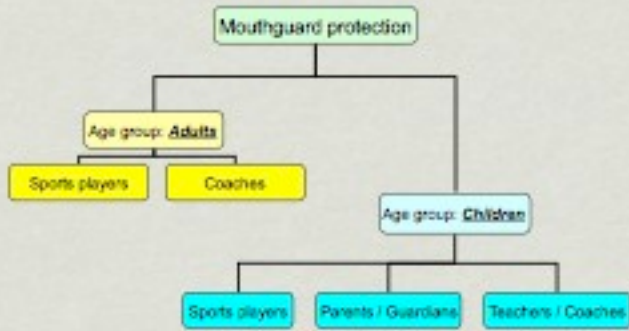 Mouthguard protection
Age group: Adults
Sports players
Coaches
Age group: Children
Sports players
Parents / Guardians
Teachers / Coaches